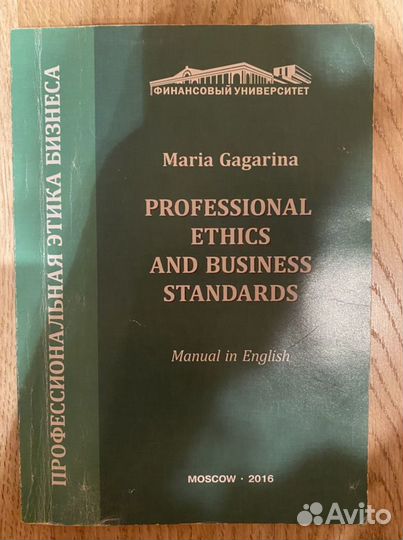 ФИНАНСОВЫЙ УНИВЕРСИТЕТ
Maria Gagarina
PROFESSIONAL
ETHICS
AND BUSINESS
STANDARDS
Manual in English
MOSCOW · 2016
ПРОФЕССИОНАЛЬНАЯ ЭТИКА БИЗНЕСА
Avito